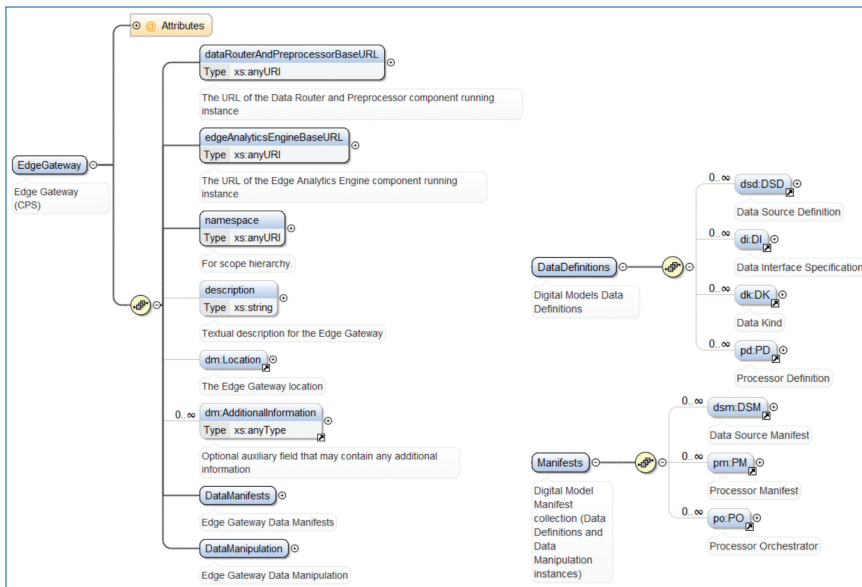 @ Attributes
dataRouterAndPreprocessorBaseURL
Type xs:anyURI
The URL of the Data Router and Preprocessor component running
instance
edgeAnalyticsEngineBaseURL
Type xs:anyURI
The URL of the Edge Analytics Engine component running
instance
EdgeGateway
Edge Gateway
(CPS)
namespace
Type xs:anyURI
For scope hierarchy.
description
Type xs:string
Textual description for the Edge Gateway
dm:Location
The Edge Gateway location
0..∞ dm:AdditionalInformation
Type xs:anyType
Optional auxiliary field that may contain any additional
information
DataManifests
Edge Gateway Data Manifests
DataManipulation
Edge Gateway Data Manipulation
DataDefinitions
Digital Models Data
Definitions
0..∞ dsd:DSD
Data Source Definition
0..∞ di:DI
Data Interface Specification
0..∞ dk:DK
Data Kind
0..∞ pd:PD
Processor Definition
Manifests
Digital Model
Manifest
collection (Data
Definitions and
Data
Manipulation
instances)
0..∞ dsm:DSM
Data Source Manifest
0..∞ pm:PM
Processor Manifest
0..∞ po:PO
Processor Orchestrator